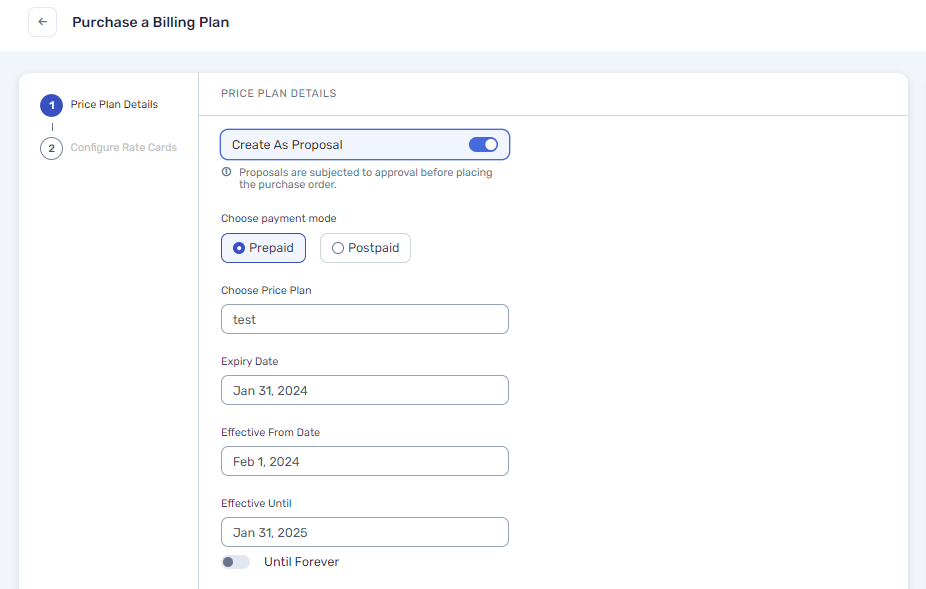 Purchase a Billing Plan
1
Price Plan Details
2
Configure Rate Cards
PRICE PLAN DETAILS
Create As Proposal
Proposals are subjected to approval before placing
the purchase order.
Choose payment mode
Prepaid
Postpaid
Choose Price Plan
test
Expiry Date
Jan 31, 2024
Effective From Date
Feb 1, 2024
Effective Until
Jan 31, 2025
Until Forever